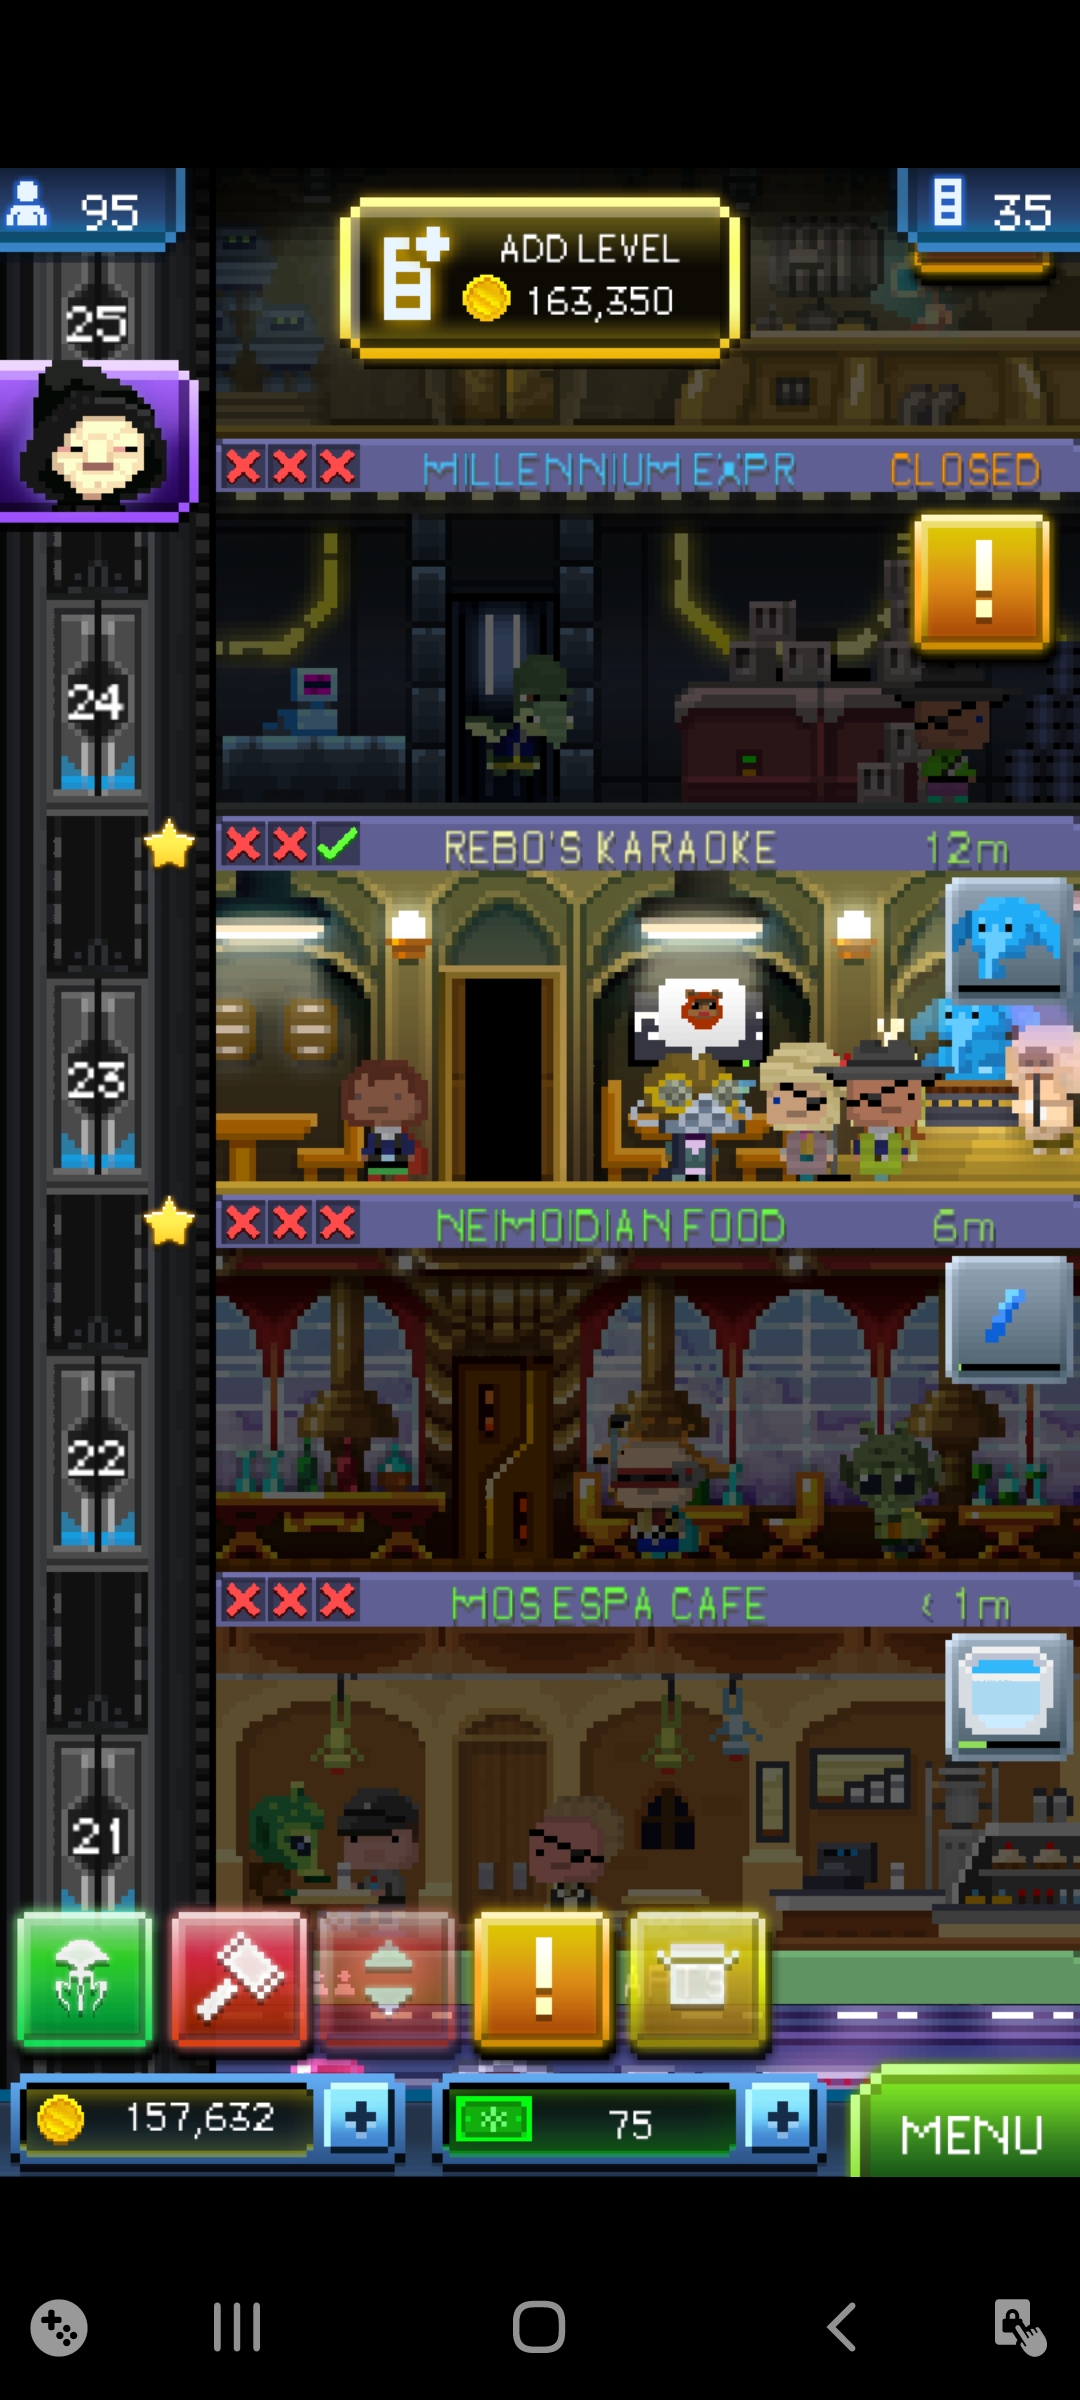 95
ADD LEVEL
163,350
35
25
MILLENNIUM EXPR CLOSED
!
24
REBO'S KARAOKE 12m
23
NEIMOIDIAN FOOD 6m
22
MOS ESPA CAFE < 1m
21
!
157,632 + 75 + MENU